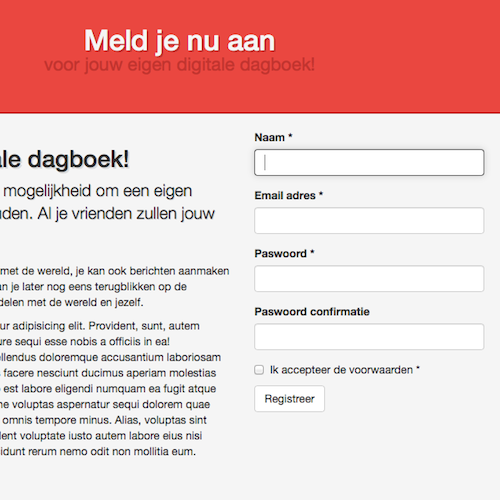 Meld je nu aan
voor jouw eigen digitale dagboek!
ale dagboek!
mogelijkheid om een eigen
uden. Al je vrienden zullen jouw
met de wereld, je kan ook berichten aanmaken
an je later nog eens terugblikken op de
delen met de wereld en jezelf.
ur adipisicing elit. Provident, sunt, autem
ure sequi esse nobis a officiis in ea!
ellendus doloremque accusantium laboriosam
s facere nesciunt ducimus aperiam molestias
est labore eligendi numquam ea fugit atque
ne voluptas aspernatur sequi dolorem quae
omnis tempore minus. Alias, voluptas sint
dent voluptate iusto autem labore eius nisi
cidunt rerum nemo odit non mollitia eum.
Naam *
Email adres *
Paswoord *
Paswoord confirmatie
Ik accepteer de voorwaarden *
Registreer